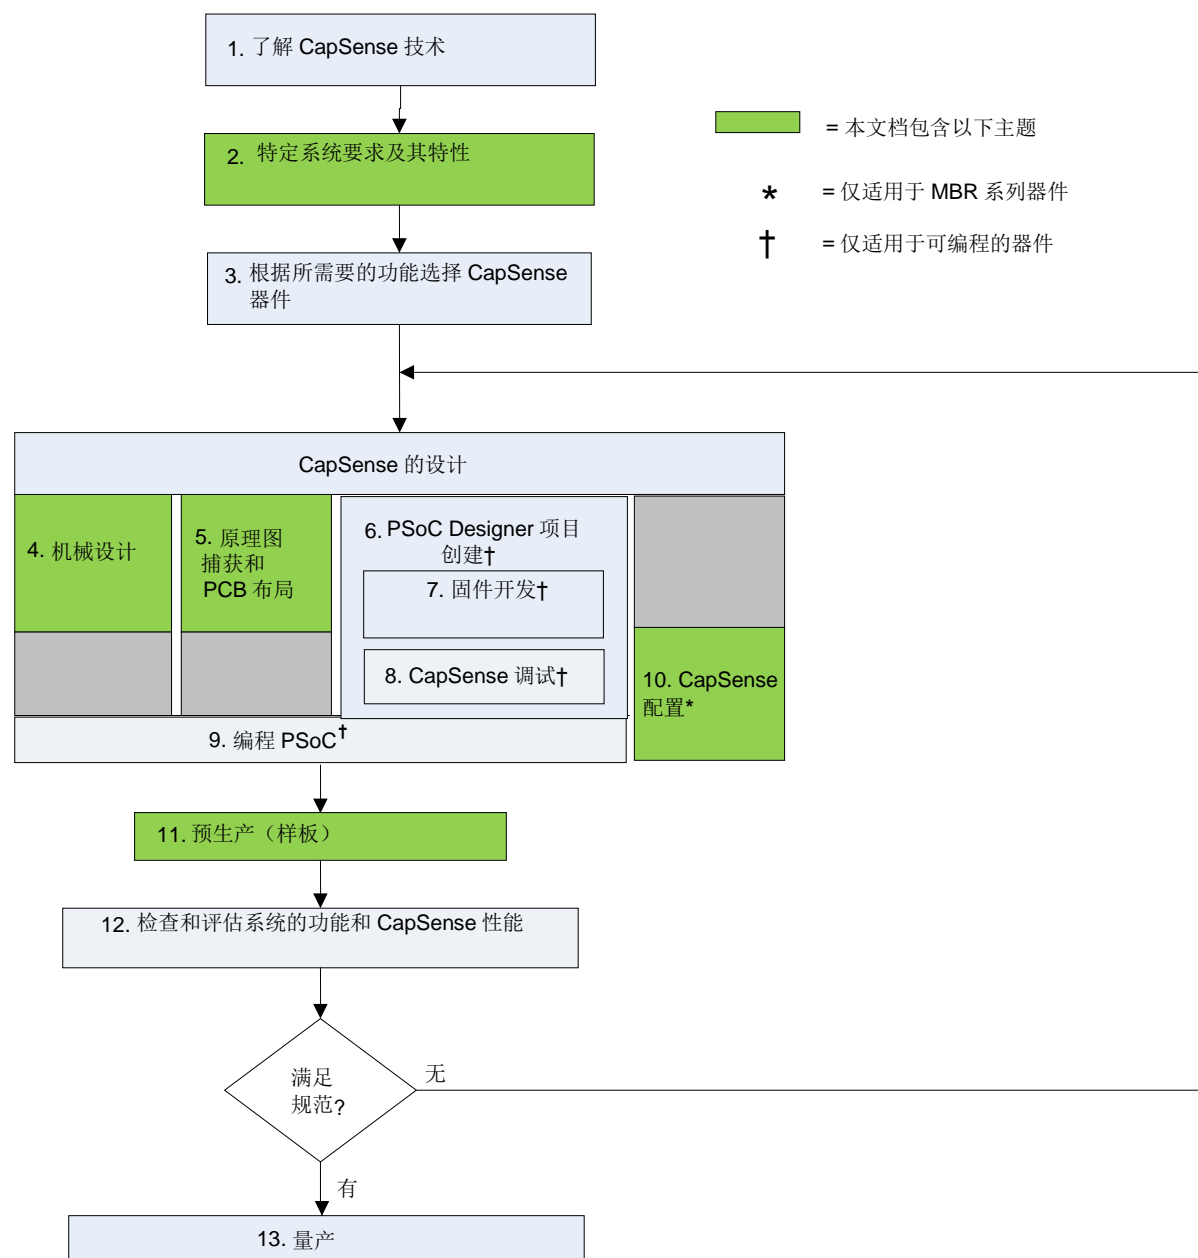 1. 了解 CapSense 技术
2. 特定系统要求及其特性
= 本文档包含以下主题
* = 仅适用于 MBR 系列器件
† = 仅适用于可编程的器件
3. 根据所需要的功能选择 CapSense
器件
CapSense 的设计
4. 机械设计
5. 原理图
捕获和
PCB 布局
6. PSoC Designer 项目
创建†
7. 固件开发†
8. CapSense 调试†
10. CapSense
配置*
9. 编程 PSoC†
11. 预生产（样板）
12. 检查和评估系统的功能和 CapSense 性能
满足
规范?
无
有
13. 量产